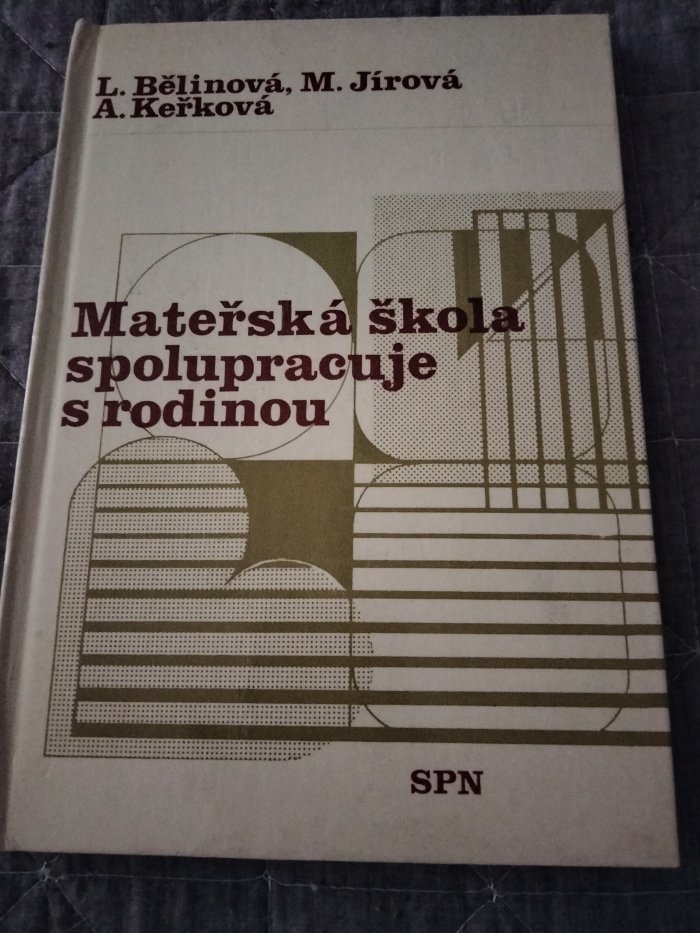 L. Bělinová, M. Jírová
A. Keřková
Mateřská škola
spolupracuje
s rodinou
SPN